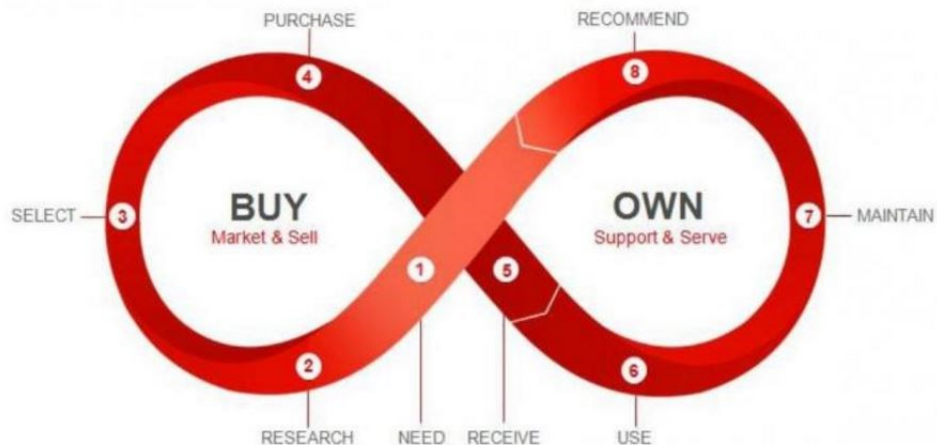 PURCHASE
RECOMMEND
4
8
SELECT
3
BUY
Market & Sell
OWN
Support & Serve
7
MAINTAIN
1
5
2
6
RESEARCH
NEED
RECEIVE
USE